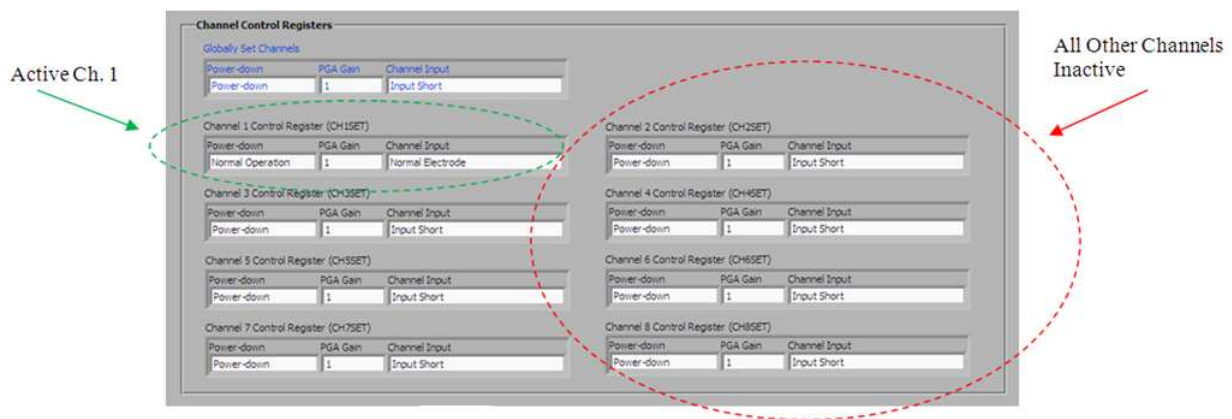 Channel Control Registers
Globally Set Channels
Power-down PGA Gain Channel Input
Power-down 1 Input Short
Active Ch. 1
All Other Channels
Inactive
Channel 1 Control Register (CH1SET)
Power-down PGA Gain Channel Input
Normal Operation 1 Normal Electrode
Channel 2 Control Register (CH2SET)
Power-down PGA Gain Channel Input
Power-down 1 Input Short
Channel 3 Control Register (CH3SET)
Power-down PGA Gain Channel Input
Power-down 1 Input Short
Channel 4 Control Register (CH4SET)
Power-down PGA Gain Channel Input
Power-down 1 Input Short
Channel 5 Control Register (CH5SET)
Power-down PGA Gain Channel Input
Power-down 1 Input Short
Channel 6 Control Register (CH6SET)
Power-down PGA Gain Channel Input
Power-down 1 Input Short
Channel 7 Control Register (CH7SET)
Power-down PGA Gain Channel Input
Power-down 1 Input Short
Channel 8 Control Register (CH8SET)
Power-down PGA Gain Channel Input
Power-down 1 Input Short